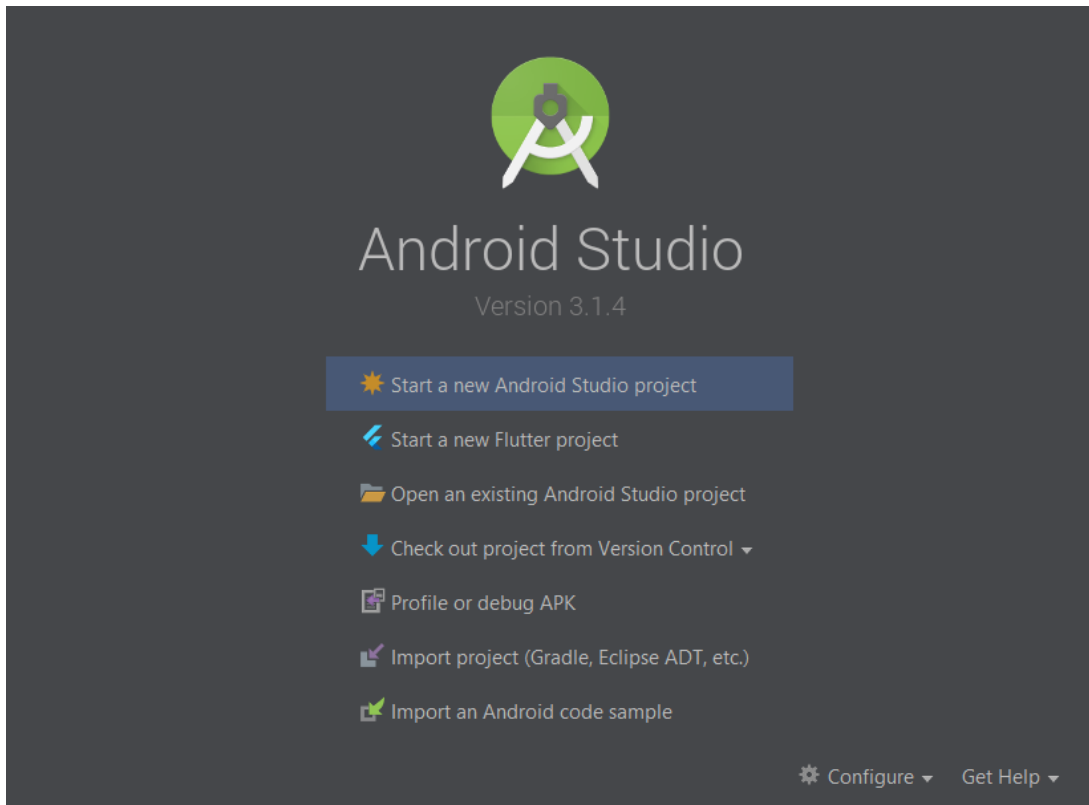 Android Studio
Version 3.1.4
Start a new Android Studio project
Start a new Flutter project
Open an existing Android Studio project
Check out project from Version Control
Profile or debug APK
Import project (Gradle, Eclipse ADT, etc.)
Import an Android code sample
Configure Get Help